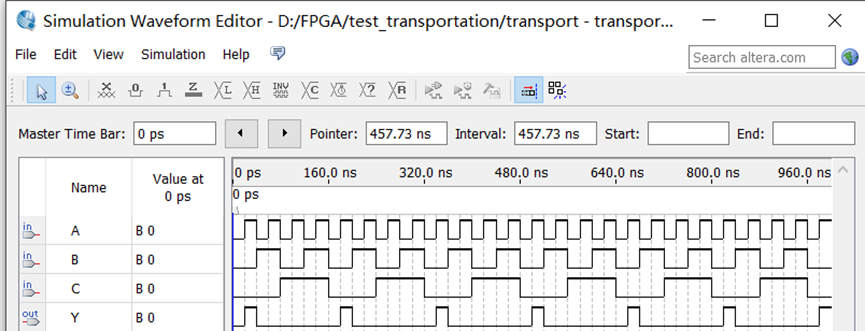 Simulation Waveform Editor - D:/FPGA/test_transportation/transport - transpor...
File Edit View Simulation Help
Search altera.com
Master Time Bar: 0 ps Pointer: 457.73 ns Interval: 457.73 ns Start: End:
Name Value at 0 ps
0 ps 160.0 ns 320.0 ns 480.0 ns 640.0 ns 800.0 ns 960.0 ns
0 ps
in A B 0
in B B 0
in C B 0
out Y B 0